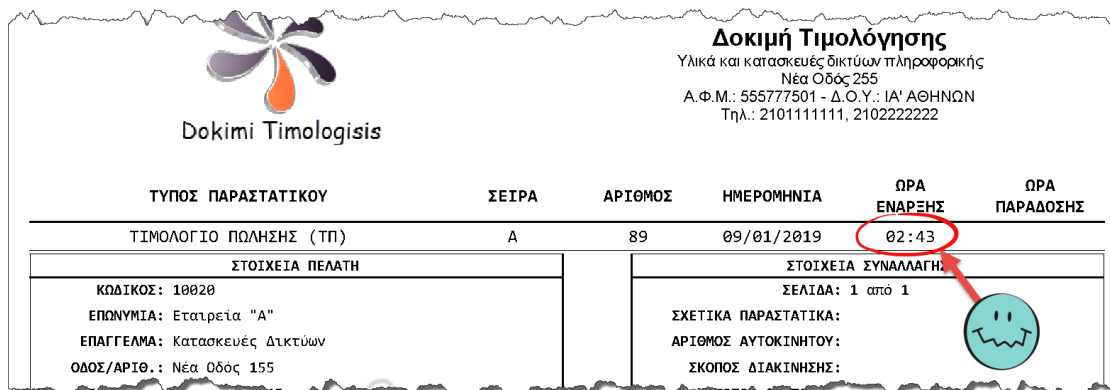 Δοκιμή Τιμολόγησης
Υλικά και κατασκευές δικτύων πληροφορικής
Νέα Οδός 255
Α.Φ.Μ.: 555777501 - Δ.Ο.Υ.: ΙΑ' ΑΘΗΝΩΝ
Τηλ.: 2101111111, 2102222222
Dokimi Timologisis
ΤΥΠΟΣ ΠΑΡΑΣΤΑΤΙΚΟΥ ΣΕΙΡΑ ΑΡΙΘΜΟΣ ΗΜΕΡΟΜΗΝΙΑ ΩΡΑ ΕΝΑΡΞΗΣ ΩΡΑ ΠΑΡΑΔΟΣΗΣ
ΤΙΜΟΛΟΓΙΟ ΠΩΛΗΣΗΣ (ΤΠ) Α 89 09/01/2019 02:43
ΣΤΟΙΧΕΙΑ ΠΕΛΑΤΗ
ΚΩΔΙΚΟΣ: 10020
ΕΠΩΝΥΜΙΑ: Εταιρεία "Α"
ΕΠΑΓΓΕΛΜΑ: Κατασκευές Δικτύων
ΟΔΟΣ/ΑΡΙΘ.: Νέα Οδός 155
ΣΤΟΙΧΕΙΑ ΣΥΝΑΛΛΑΓΗΣ
ΣΕΛΙΔΑ: 1 από 1
ΣΧΕΤΙΚΑ ΠΑΡΑΣΤΑΤΙΚΑ:
ΑΡΙΘΜΟΣ ΑΥΤΟΚΙΝΗΤΟΥ:
ΣΚΟΠΟΣ ΔΙΑΚΙΝΗΣΗΣ: